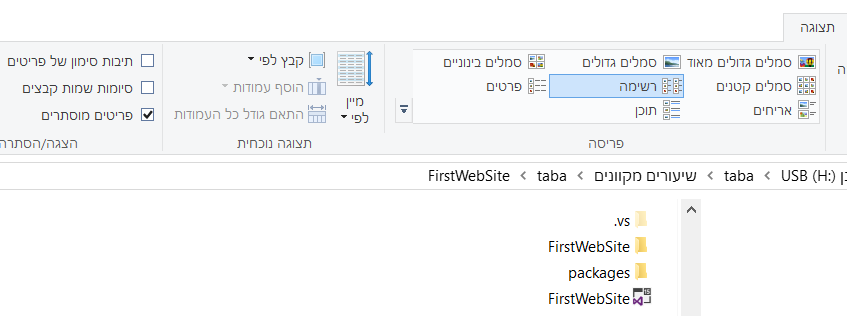 תצוגה
סמלים גדולים מאוד
סמלים גדולים
סמלים בינוניים
סמלים קטנים
רשימה
פרטים
אריחים
תוכן
פריסה
מיין לפי
קבץ לפי
הוסף עמודות
התאם גודל כל העמודות
תצוגה נוכחית
תיבות סימון של פריטים
סיומות שמות קבצים
פריטים מוסתרים
הצגה/הסתרה
USB (H:) > taba > שיעורים מקוונים > taba > FirstWebSite
.vs
FirstWebSite
packages
FirstWebSite